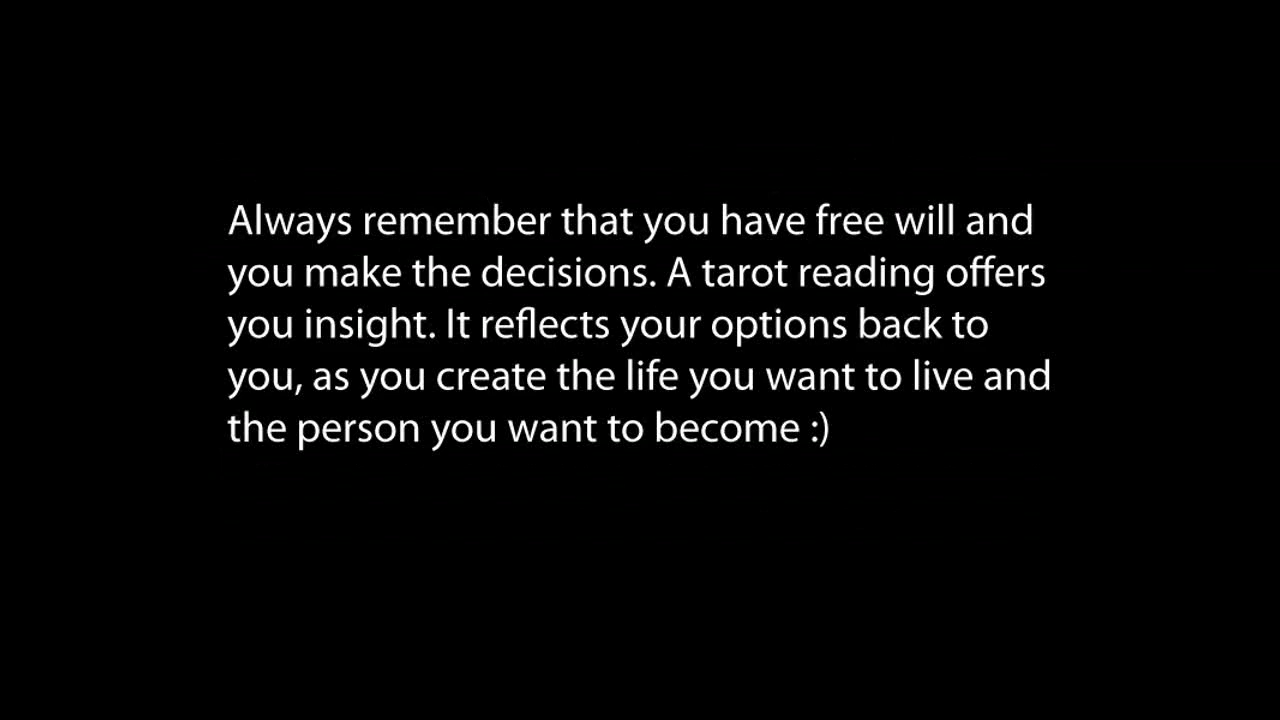 Always remember that you have free will and
you make the decisions. A tarot reading offers
you insight. It reflects your options back to
you, as you create the life you want to live and
the person you want to become :)